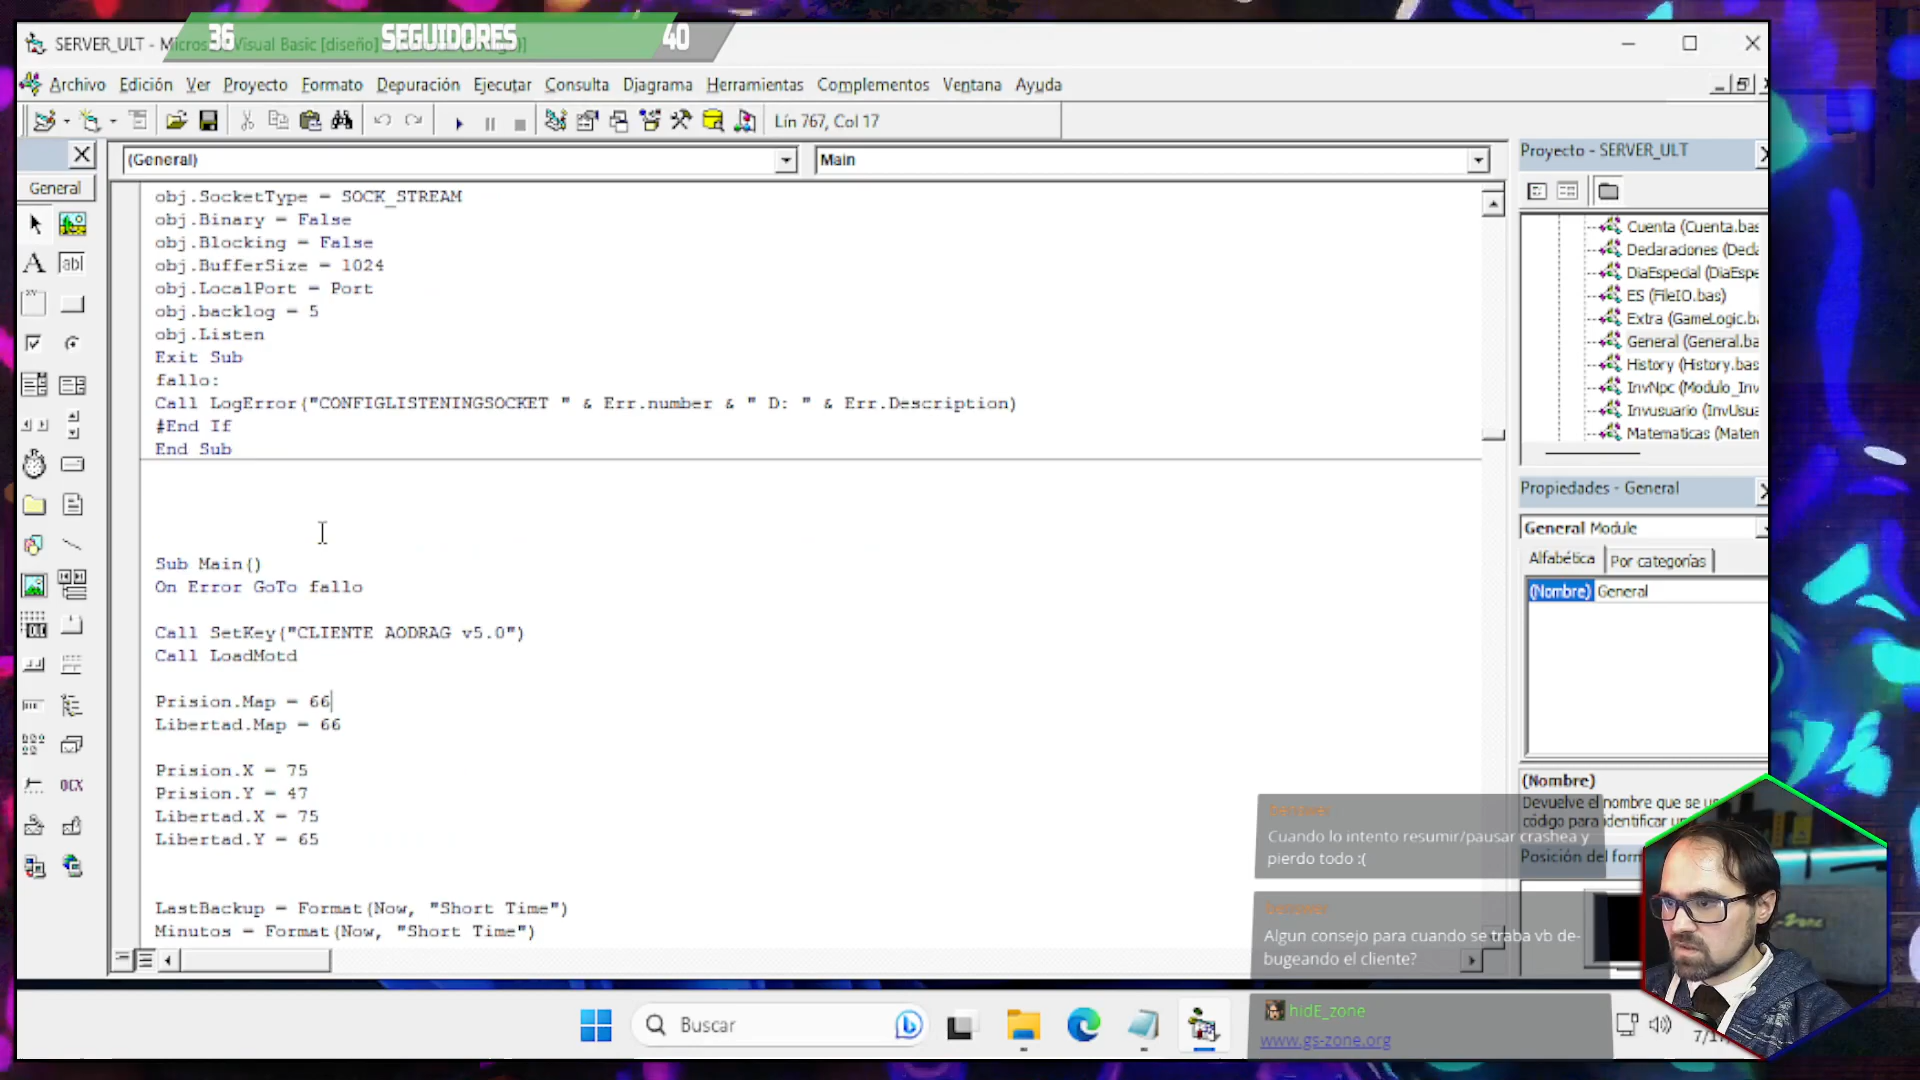 36 SEGUIDORES 40
SERVER_ULT - Micros Visual Basic [diseño]
Archivo Edición Ver Proyecto Formato Depuración Ejecutar Consulta Diagrama Herramientas Complementos Ventana Ayuda
Lín 767, Col 17
General
(General)
Main
obj.SocketType = SOCK_STREAM
obj.Binary = False
obj.Blocking = False
obj.BufferSize = 1024
obj.LocalPort = Port
obj.backlog = 5
obj.Listen
Exit Sub
fallo:
Call LogError("CONFIGLISTENINGSOCKET " & Err.number & " D: " & Err.Description)
#End If
End Sub
Sub Main()
On Error GoTo fallo
Call SetKey("CLIENTE AODRAG v5.0")
Call LoadMotd
Prision.Map = 66
Libertad.Map = 66
Prision.X = 75
Prision.Y = 47
Libertad.X = 75
Libertad.Y = 65
LastBackup = Format(Now, "Short Time")
Minutos = Format(Now, "Short Time")
Proyecto - SERVER_ULT
Cuenta (Cuenta.bas
Declaraciones (Decla
DiaEspecial (DiaEspe
ES (FileIO.bas)
Extra (GameLogic.b
General (General.ba
History (History.bas
InvNpc (Modulo_Inv
Invusuario (InvUsua
Matematicas (Matem
Propiedades - General
General Module
Alfabética Por categorías
(Nombre) General
(Nombre)
Devuelve el nombre que se us
código para identificar un
Posición del form
Cuando lo intento resumir/pausar crashea y
pierdo todo :(
Algun consejo para cuando se traba vb de-
bugeando el cliente?
hidE_zone
www.gs-zone.org
Buscar